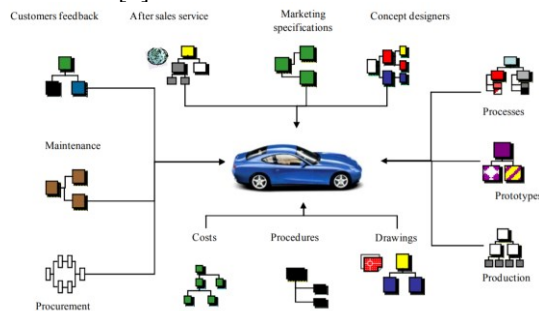 Customers feedback
After sales service
Marketing
specifications
Concept designers
Processes
Maintenance
Prototypes
Costs
Procedures
Drawings
Production
Procurement